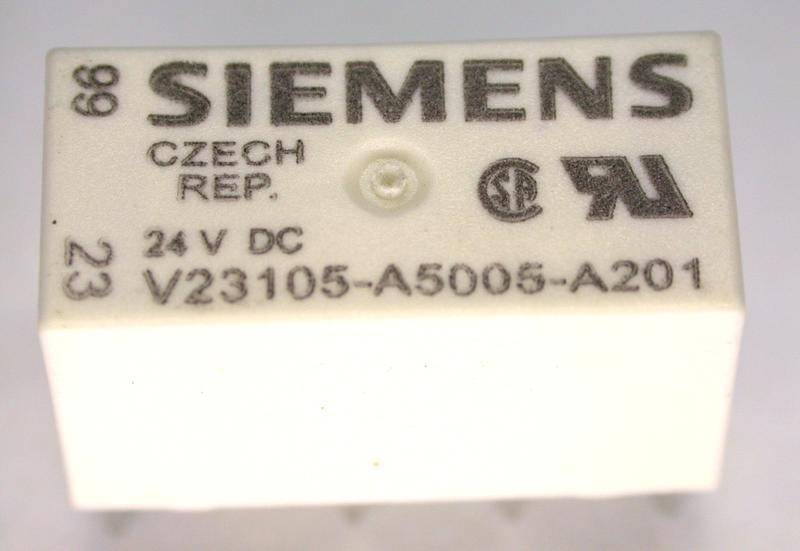 99
SIEMENS
CZECH
REP.
24 V DC
23
V23105-A5005-A201